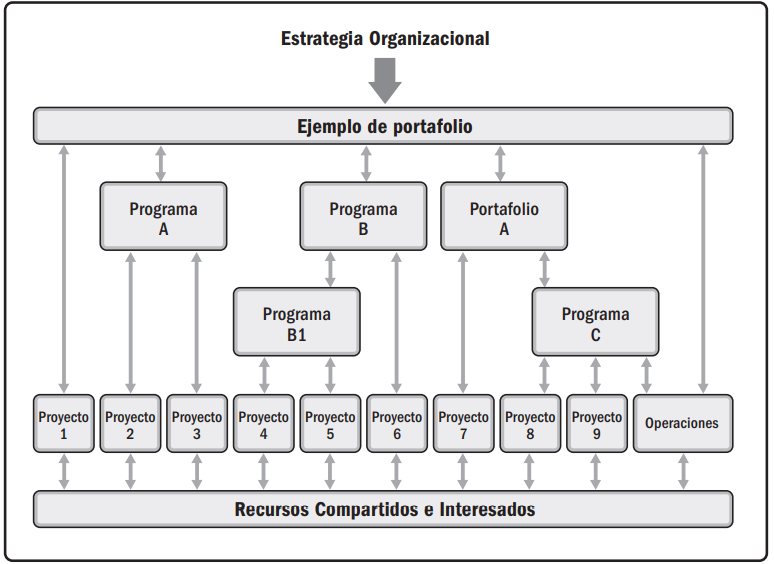 Estrategia Organizacional
Ejemplo de portafolio
Programa
A
Programa
B
Portafolio
A
Programa
B1
Programa
C
Proyecto
1
Proyecto
2
Proyecto
3
Proyecto
4
Proyecto
5
Proyecto
6
Proyecto
7
Proyecto
8
Proyecto
9
Operaciones
Recursos Compartidos e Interesados